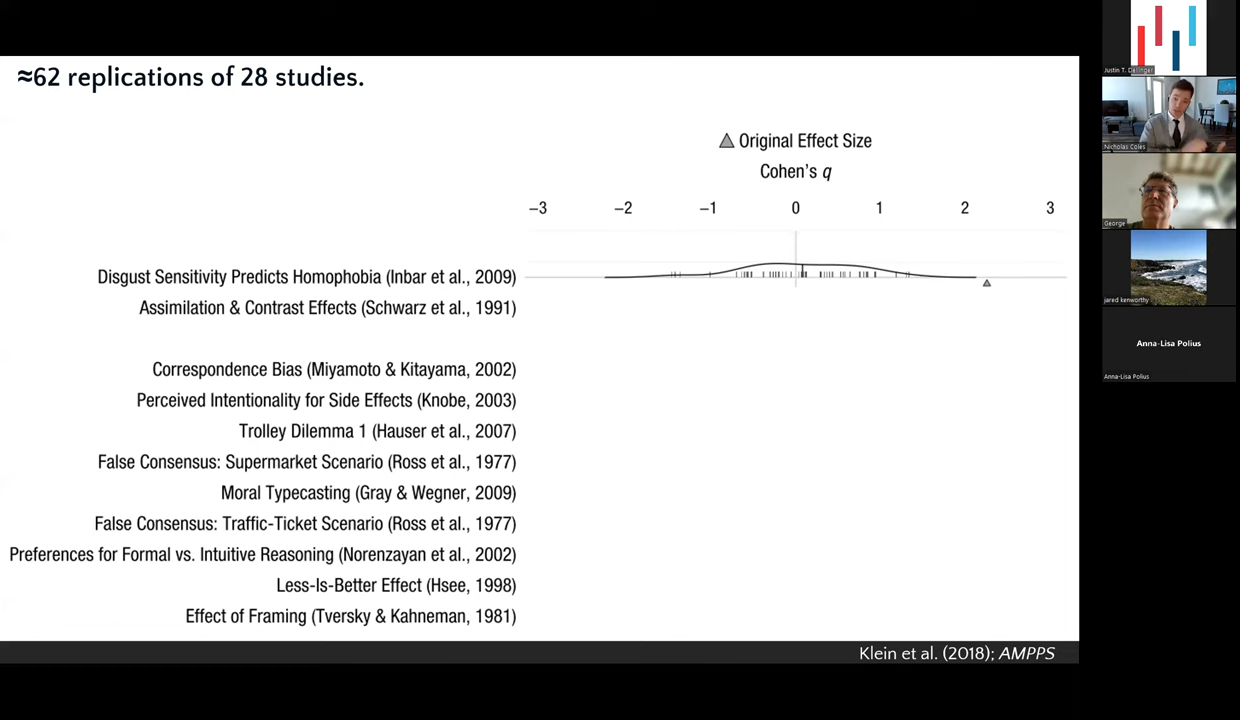 ≈62 replications of 28 studies.
Original Effect Size
Cohen's q
−3 −2 −1 0 1 2 3
Disgust Sensitivity Predicts Homophobia (Inbar et al., 2009)
Assimilation & Contrast Effects (Schwarz et al., 1991)
Correspondence Bias (Miyamoto & Kitayama, 2002)
Perceived Intentionality for Side Effects (Knobe, 2003)
Trolley Dilemma 1 (Hauser et al., 2007)
False Consensus: Supermarket Scenario (Ross et al., 1977)
Moral Typecasting (Gray & Wegner, 2009)
False Consensus: Traffic-Ticket Scenario (Ross et al., 1977)
Preferences for Formal vs. Intuitive Reasoning (Norenzayan et al., 2002)
Less-Is-Better Effect (Hsee, 1998)
Effect of Framing (Tversky & Kahneman, 1981)
Klein et al. (2018); AMPPS
Justin T. Dellinger
Nicholas Coles
George
jared kenworthy
Anna-Lisa Polius
Anna-Lisa Polius